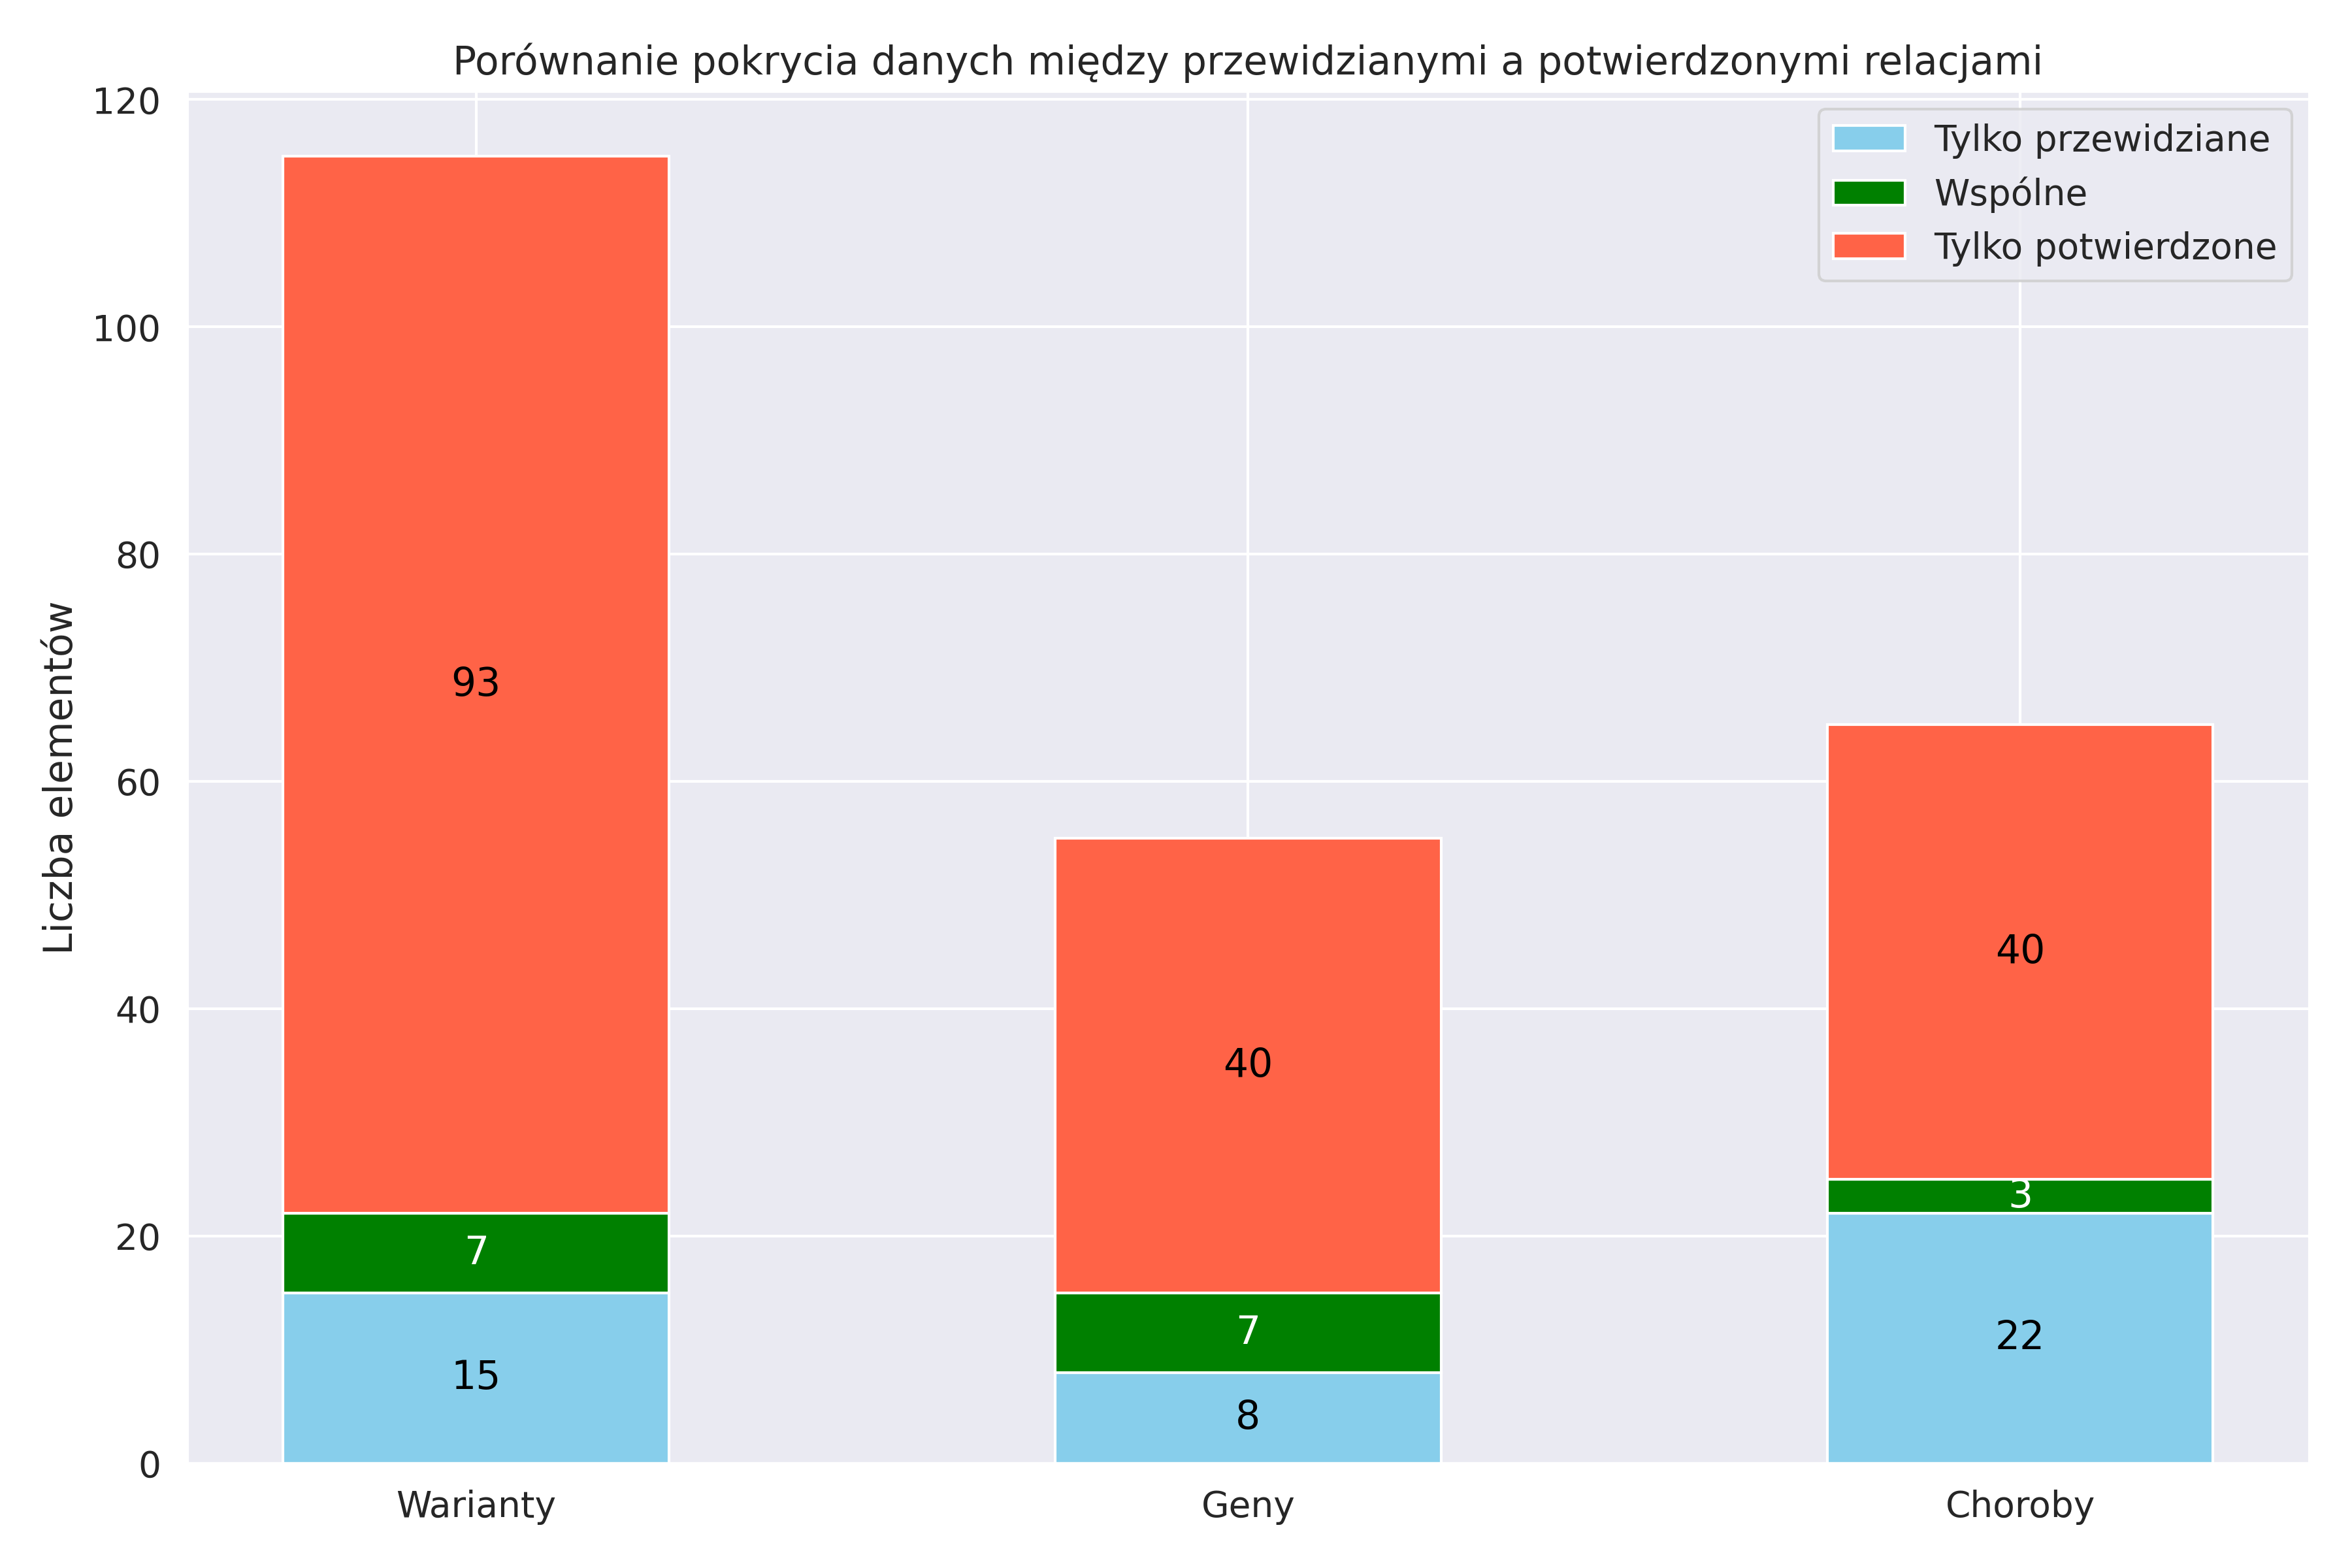 Porównanie pokrycia danych między przewidzianymi a potwierdzonymi relacjami
120
100
80
60
40
20
0
Liczba elementów
Tylko przewidziane
Wspólne
Tylko potwierdzone
93
7
15
40
7
8
40
3
22
Warianty
Geny
Choroby